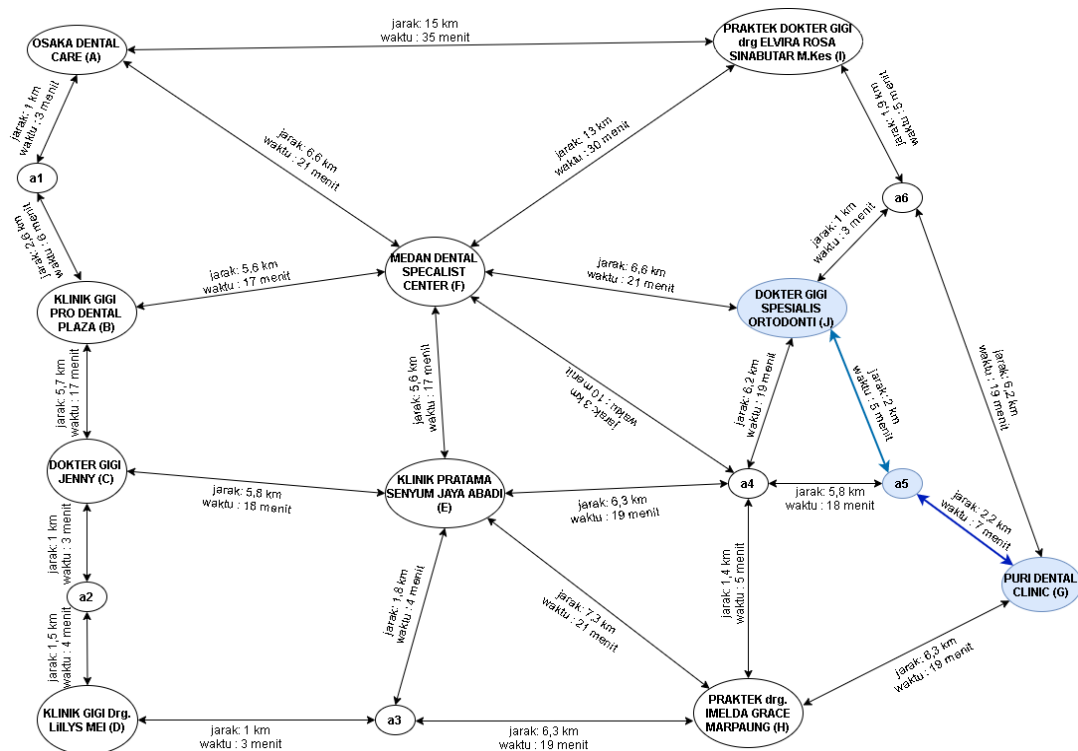 jarak: 15 km
waktu : 35 menit
OSAKA DENTAL
CARE (A)
PRAKTEK DOKTER GIGI
drg ELVIRA ROSA
SINABUTAR M.Kes (I)
jarak: 1 km
waktu : 3 menit
jarak: 6,6 km
waktu : 21 menit
jarak: 13 km
waktu : 30 menit
jarak: 1,9 km
waktu : 5 menit
a1
a6
jarak: 2,6 km
waktu : 6 menit
jarak: 1 km
waktu : 3 menit
KLINIK GIGI
PRO DENTAL
PLAZA (B)
jarak: 5,6 km
waktu : 17 menit
MEDAN DENTAL
SPECALIST
CENTER (F)
jarak: 6,6 km
waktu : 21 menit
DOKTER GIGI
SPESIALIS
ORTODONTI (J)
jarak: 5,7 km
waktu : 17 menit
jarak: 5,6 km
waktu : 17 menit
jarak: 3 km
waktu : 10 menit
jarak: 6,2 km
waktu : 19 menit
jarak: 2 km
waktu : 5 menit
jarak: 6,2 km
waktu : 19 menit
DOKTER GIGI
JENNY (C)
jarak: 5,8 km
waktu : 18 menit
KLINIK PRATAMA
SENYUM JAYA ABADI
(E)
jarak: 6,3 km
waktu : 19 menit
a4
jarak: 5,8 km
waktu : 18 menit
a5
jarak: 2,2 km
waktu : 7 menit
jarak: 1 km
waktu : 3 menit
a2
jarak: 1,8 km
waktu : 4 menit
jarak: 7,3 km
waktu : 21 menit
jarak: 1,4 km
waktu : 5 menit
PURI DENTAL
CLINIC (G)
jarak: 1,5 km
waktu : 4 menit
jarak: 6,3 km
waktu : 19 menit
KLINIK GIGI Drg.
LiILYS MEI (D)
jarak: 1 km
waktu : 3 menit
a3
jarak: 6,3 km
waktu : 19 menit
PRAKTEK drg.
IMELDA GRACE
MARPAUNG (H)